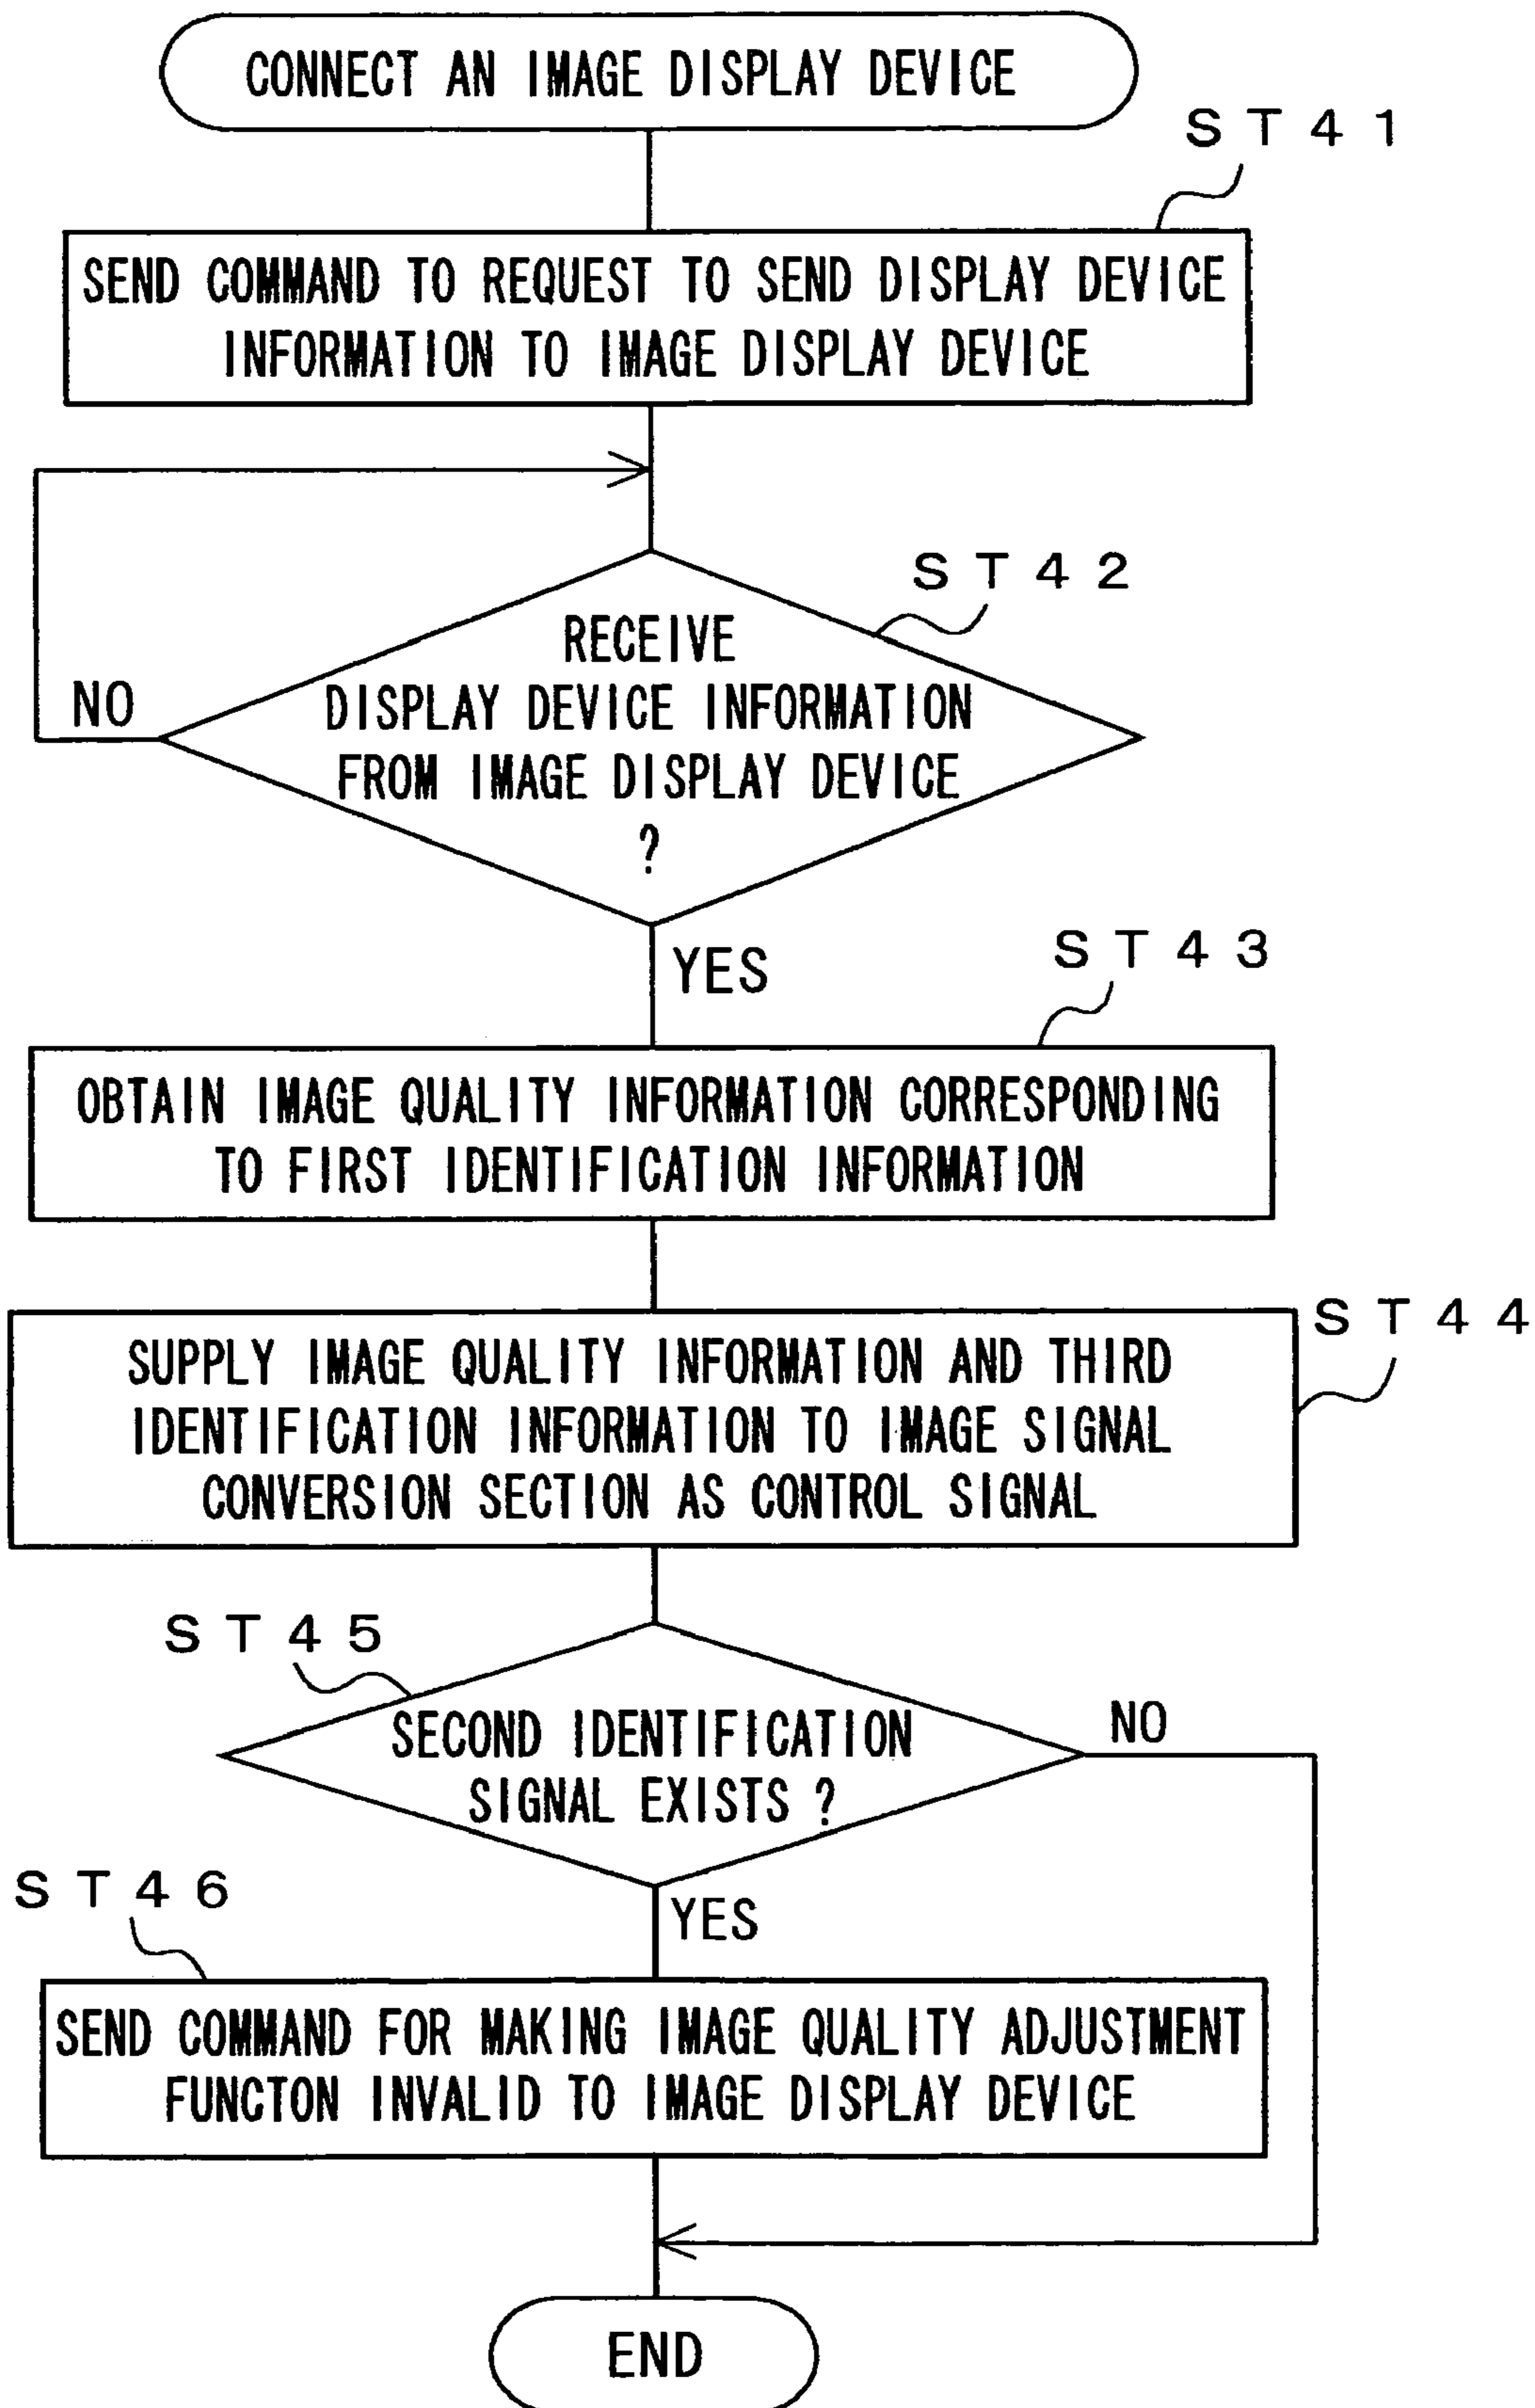 CONNECT AN IMAGE DISPLAY DEVICE
ST41
SEND COMMAND TO REQUEST TO SEND DISPLAY DEVICE
INFORMATION TO IMAGE DISPLAY DEVICE
ST42
RECEIVE
DISPLAY DEVICE INFORMATION
FROM IMAGE DISPLAY DEVICE
?
NO
YES
ST43
OBTAIN IMAGE QUALITY INFORMATION CORRESPONDING
TO FIRST IDENTIFICATION INFORMATION
ST44
SUPPLY IMAGE QUALITY INFORMATION AND THIRD
IDENTIFICATION INFORMATION TO IMAGE SIGNAL
CONVERSION SECTION AS CONTROL SIGNAL
ST45
SECOND IDENTIFICATION
SIGNAL EXISTS ?
NO
YES
ST46
SEND COMMAND FOR MAKING IMAGE QUALITY ADJUSTMENT
FUNCTON INVALID TO IMAGE DISPLAY DEVICE
END